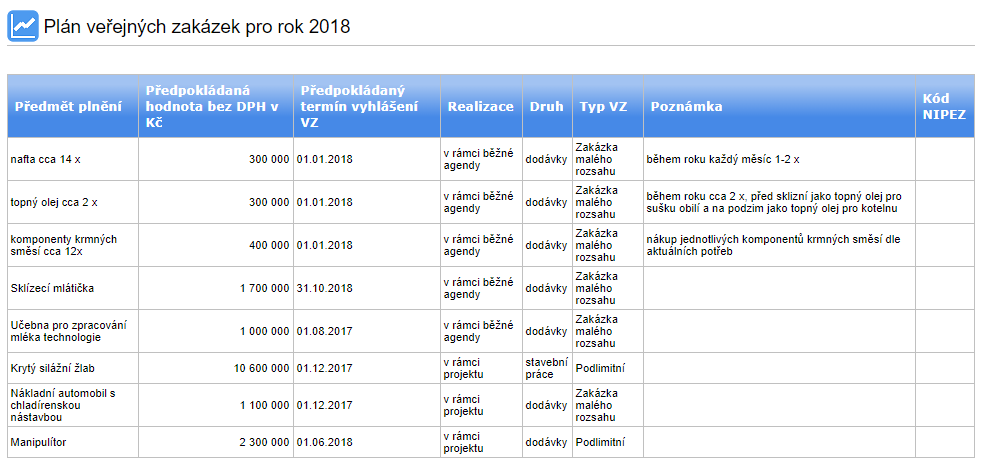 Plán veřejných zakázek pro rok 2018
Předmět plnění
Předpokládaná
hodnota bez DPH v
Kč
Předpokládaný
termín vyhlášení
VZ
Realizace
Druh
Typ VZ
Poznámka
Kód
NIPEZ
nafta cca 14 x
300 000
01.01.2018
v rámci běžné
agendy
dodávky
Zakázka
malého
rozsahu
během roku každý měsíc 1-2 x
topný olej cca 2 x
300 000
01.01.2018
v rámci běžné
agendy
dodávky
Zakázka
malého
rozsahu
během roku cca 2 x, před sklizní jako topný olej pro
sušku obilí a na podzim jako topný olej pro kotelnu
komponenty krmných
směsí cca 12x
400 000
01.01.2018
v rámci běžné
agendy
dodávky
Zakázka
malého
rozsahu
nákup jednotlivých komponentů krmných směsí dle
aktuálních potřeb
Sklízecí mlátička
1 700 000
31.10.2018
v rámci běžné
agendy
dodávky
Zakázka
malého
rozsahu
Učebna pro zpracování
mléka technologie
1 000 000
01.08.2017
v rámci běžné
agendy
dodávky
Zakázka
malého
rozsahu
Krytý silážní žlab
10 600 000
01.12.2017
v rámci
projektu
stavební
práce
Podlimitní
Nákladní automobil s
chladírenskou
nástavbou
1 100 000
01.12.2017
v rámci
projektu
dodávky
Zakázka
malého
rozsahu
Manipulítor
2 300 000
01.06.2018
v rámci
projektu
dodávky
Podlimitní